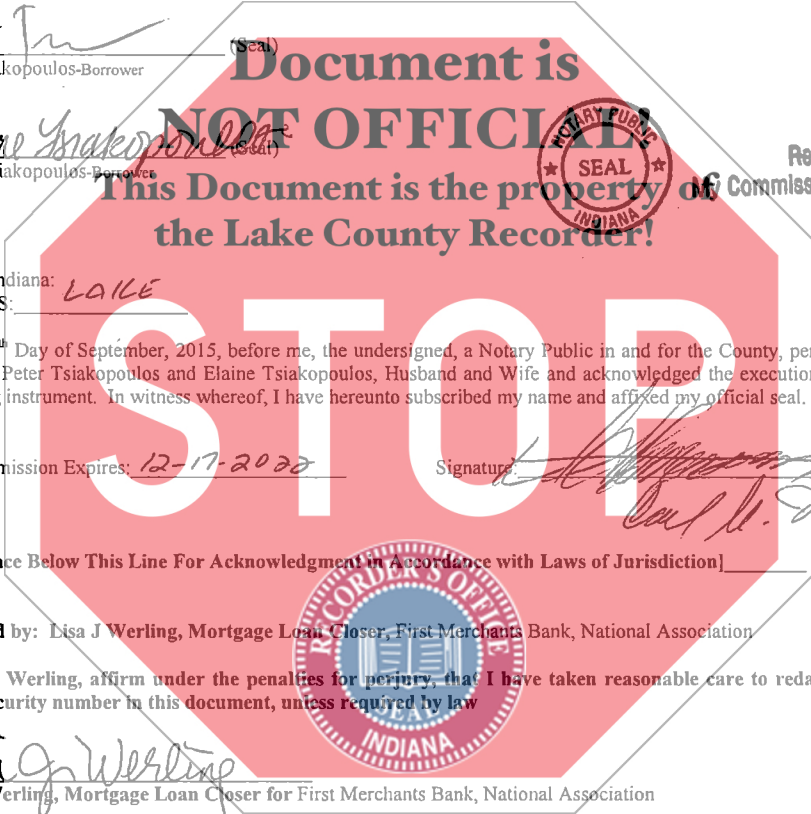 (Seal)
kopoulos-Borrower
Document is
NOT OFFICIAL!
Tsiakopoulos
(Seal)
iakopoulos-Borrower
NOTARY PUBLIC
SEAL
INDIANA
Re
My Commiss
This Document is the property of
the Lake County Recorder!
ndiana:
LAKE
S:
STOP
Day of September, 2015, before me, the undersigned, a Notary Public in and for the County, per
Peter Tsiakopoulos and Elaine Tsiakopoulos, Husband and Wife and acknowledged the execution
instrument. In witness whereof, I have hereunto subscribed my name and affixed my official seal.
mission Expires: 12-17-2022
Signature:
ce Below This Line For Acknowledgment in Accordance with Laws of Jurisdiction]
RECORDER'S OFFICE
SEAL
INDIANA
d by: Lisa J Werling, Mortgage Loan Closer, First Merchants Bank, National Association
Werling, affirm under the penalties for perjury, that I have taken reasonable care to reda
curity number in this document, unless required by law
J Werling
erling, Mortgage Loan Closer for First Merchants Bank, National Association